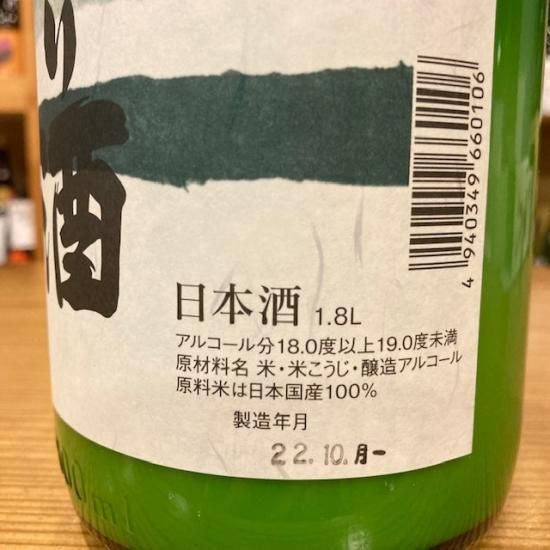 り酒
日本酒 1.8L
アルコール分18.0度以上19.0度未満
原材料名 米・米こうじ・醸造アルコール
原料米は日本国産100%
製造年月
22.10.月一
4 940349 660106